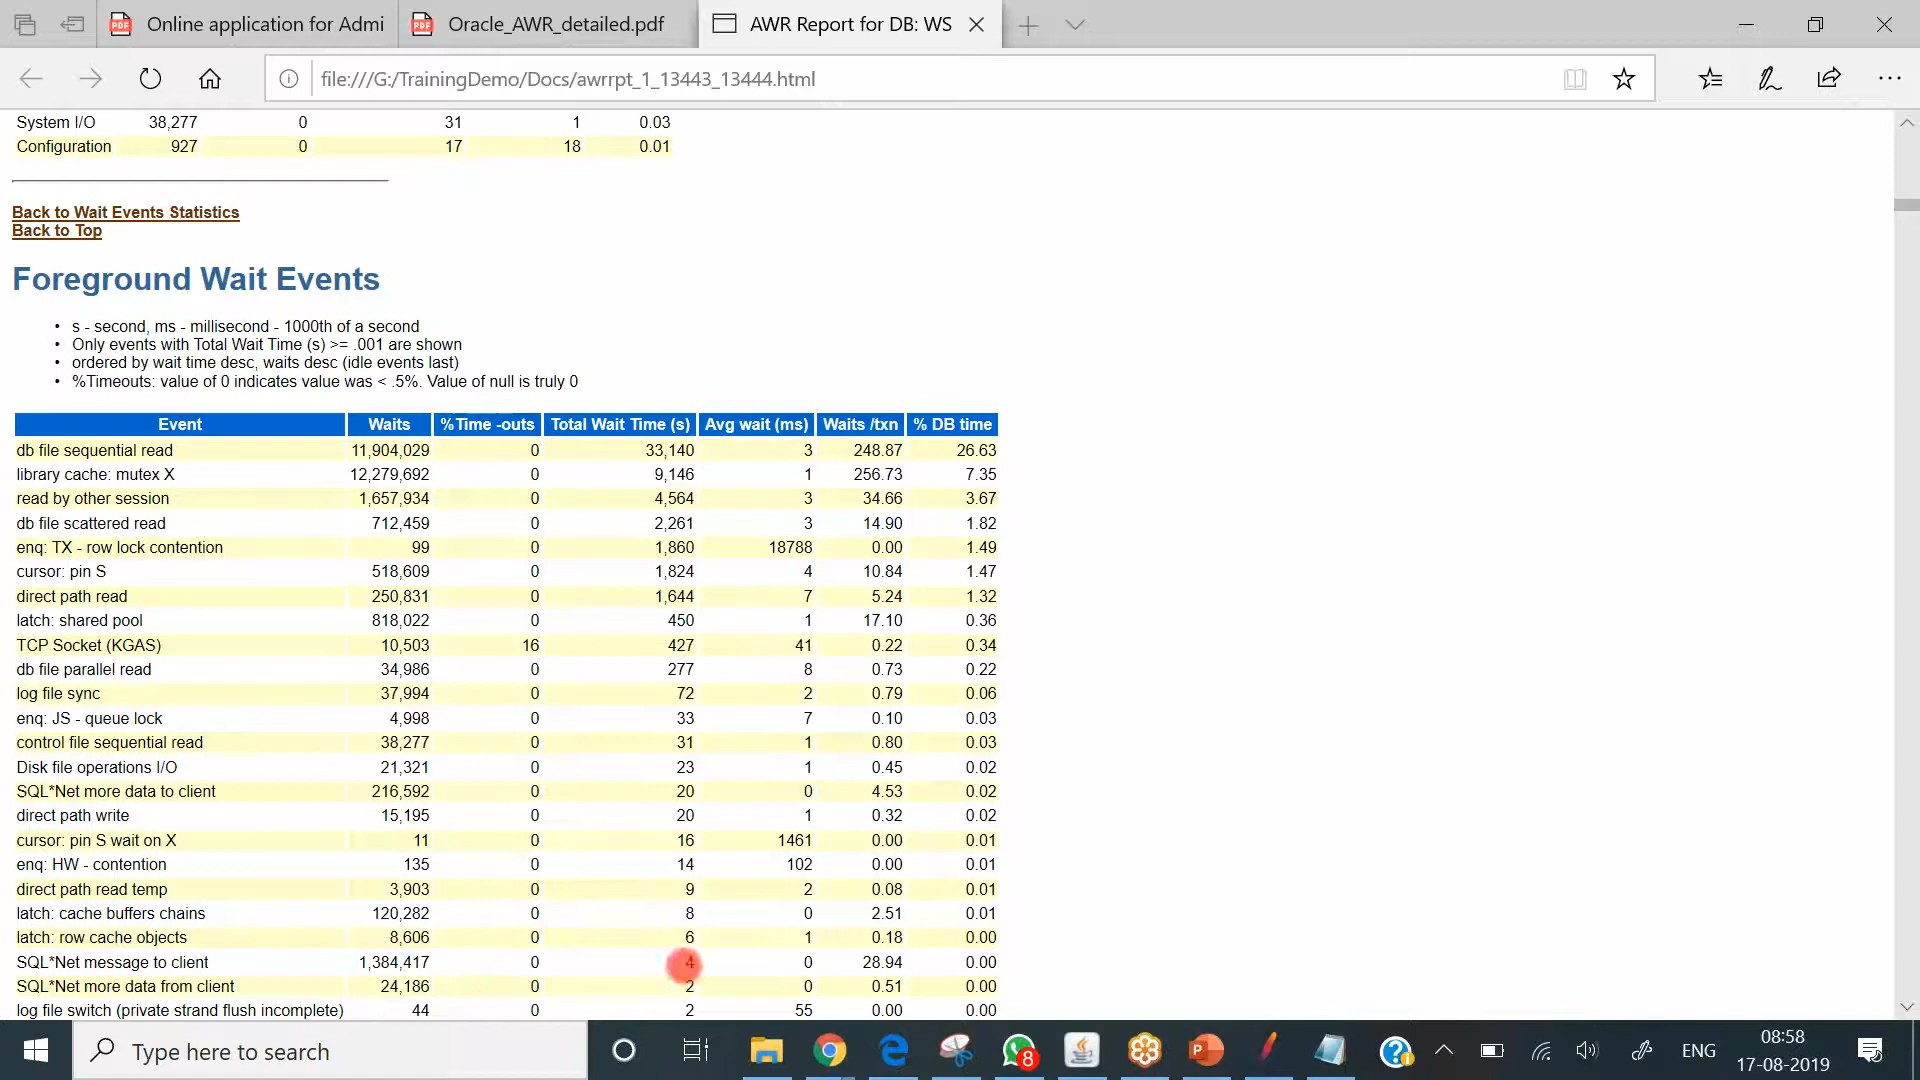 Online application for Admi
Oracle_AWR_detailed.pdf
AWR Report for DB: WS
file:///G:/TrainingDemo/Docs/awrrpt_1_13443_13444.html
System I/O 38,277 0 31 1 0.03
Configuration 927 0 17 18 0.01
Back to Wait Events Statistics
Back to Top
Foreground Wait Events
• s - second, ms - millisecond - 1000th of a second
• Only events with Total Wait Time (s) >= .001 are shown
• ordered by wait time desc, waits desc (idle events last)
• %Timeouts: value of 0 indicates value was < .5%. Value of null is truly 0
Event Waits %Time -outs Total Wait Time (s) Avg wait (ms) Waits /txn % DB time
db file sequential read 11,904,029 0 33,140 3 248.87 26.63
library cache: mutex X 12,279,692 0 9,146 1 256.73 7.35
read by other session 1,657,934 0 4,564 3 34.66 3.67
db file scattered read 712,459 0 2,261 3 14.90 1.82
enq: TX - row lock contention 99 0 1,860 18788 0.00 1.49
cursor: pin S 518,609 0 1,824 4 10.84 1.47
direct path read 250,831 0 1,644 7 5.24 1.32
latch: shared pool 818,022 0 450 1 17.10 0.36
TCP Socket (KGAS) 10,503 16 427 41 0.22 0.34
db file parallel read 34,986 0 277 8 0.73 0.22
log file sync 37,994 0 72 2 0.79 0.06
enq: JS - queue lock 4,998 0 33 7 0.10 0.03
control file sequential read 38,277 0 31 1 0.80 0.03
Disk file operations I/O 21,321 0 23 1 0.45 0.02
SQL*Net more data to client 216,592 0 20 0 4.53 0.02
direct path write 15,195 0 20 1 0.32 0.02
cursor: pin S wait on X 11 0 16 1461 0.00 0.01
enq: HW - contention 135 0 14 102 0.00 0.01
direct path read temp 3,903 0 9 2 0.08 0.01
latch: cache buffers chains 120,282 0 8 0 2.51 0.01
latch: row cache objects 8,606 0 6 1 0.18 0.00
SQL*Net message to client 1,384,417 0 4 0 28.94 0.00
SQL*Net more data from client 24,186 0 2 0 0.51 0.00
log file switch (private strand flush incomplete) 44 0 2 55 0.00 0.00
Type here to search
8
ENG
08:58
17-08-2019